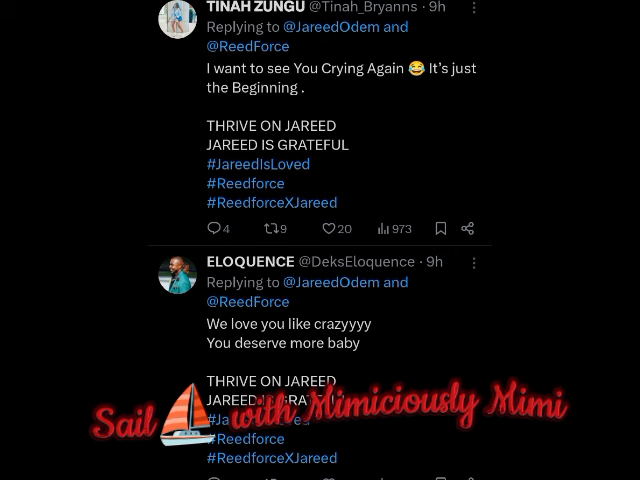 TINAH ZUNGU @Tinah_Bryanns · 9h
Replying to @JareedOdem and
@ReedForce
I want to see You Crying Again 😂 It's just
the Beginning .
THRIVE ON JAREED
JAREED IS GRATEFUL
#JareedIsLoved
#Reedforce
#ReedforceXJareed
4 9 20 973
ELOQUENCE @DeksEloquence · 9h
Replying to @JareedOdem and
@ReedForce
We love you like crazyyyy
You deserve more baby
THRIVE ON JAREED
JAREED
Sail ⛵ with Mimiciously Mimi
#Reedforce
#ReedforceXJareed